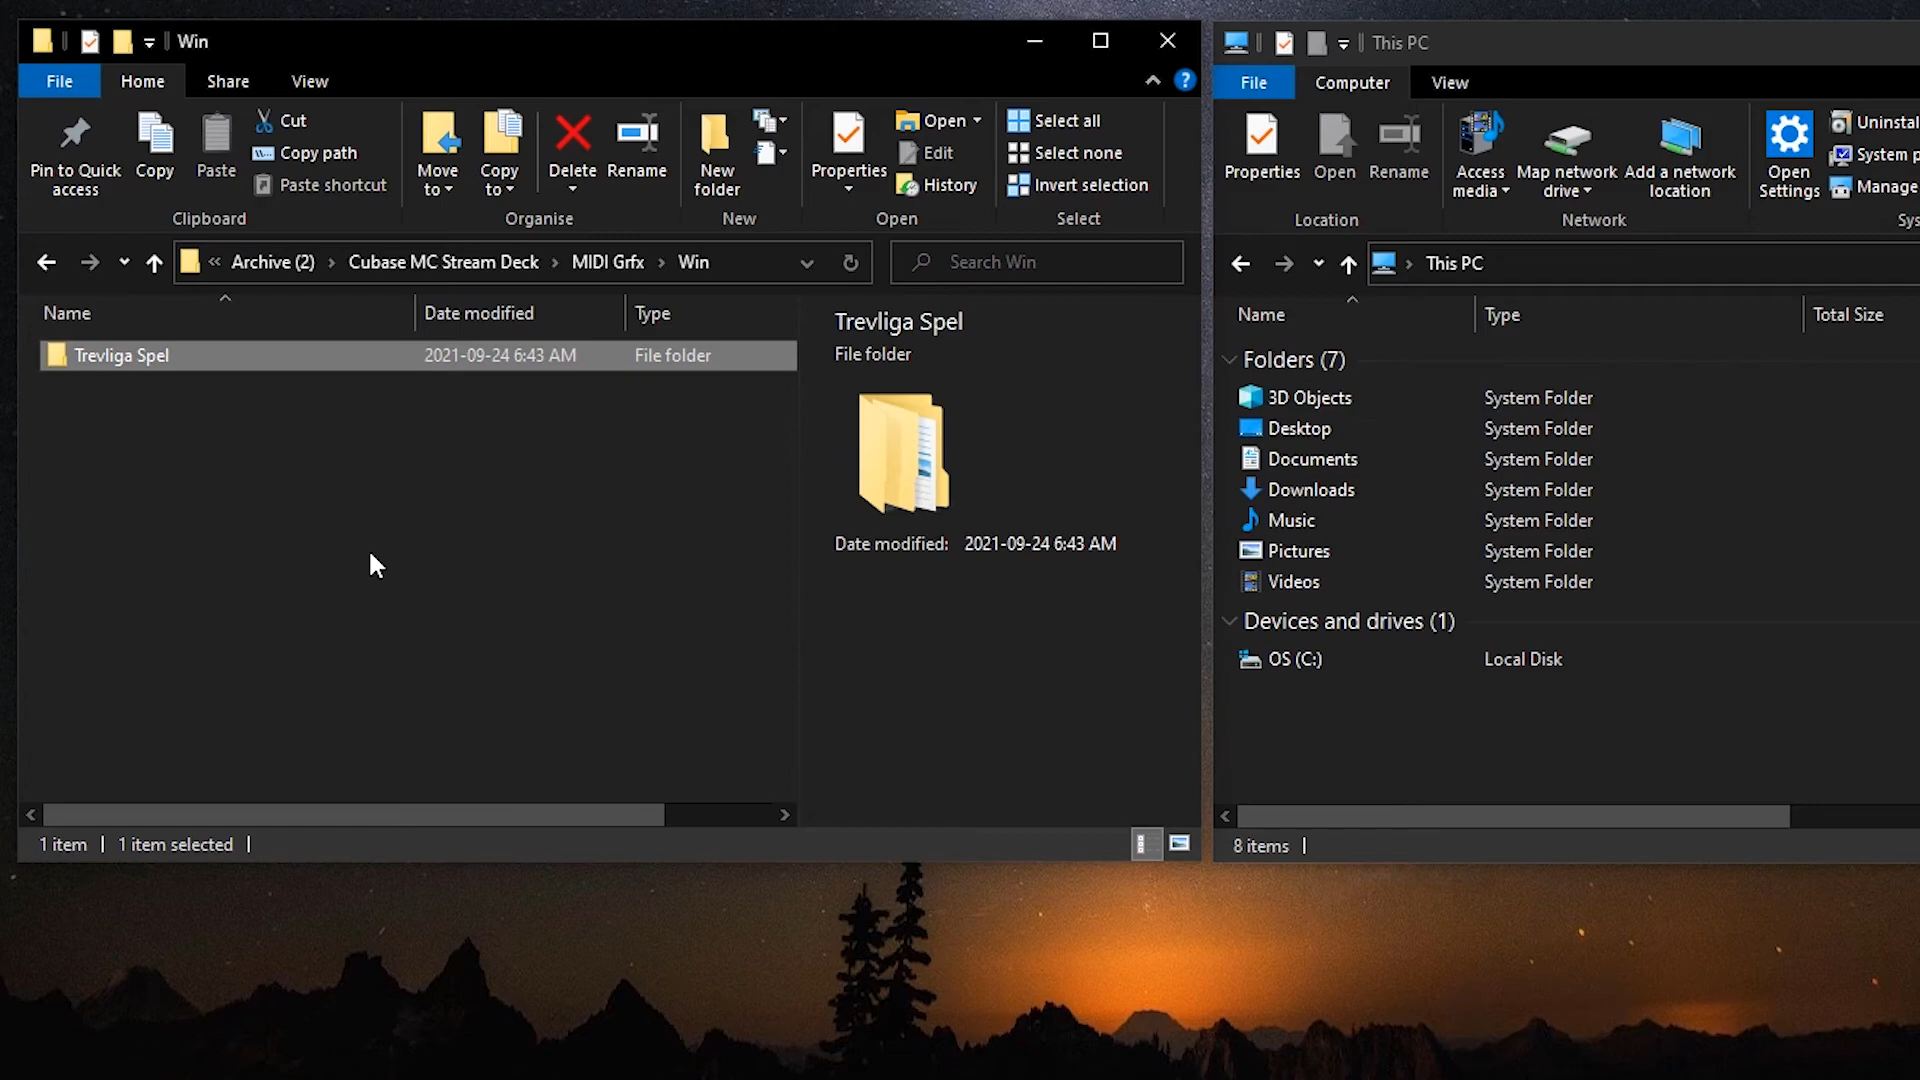 Win
File
Home
Share
View
Pin to Quick
access
Copy
Paste
Cut
Copy path
Paste shortcut
Clipboard
Move
to
Copy
to
Delete
Rename
Organise
New
folder
New
Properties
Open
Edit
History
Open
Select all
Select none
Invert selection
Select
« Archive (2) › Cubase MC Stream Deck › MIDI Grfx › Win
Search Win
Name
Date modified
Type
Trevliga Spel
2021-09-24 6:43 AM
File folder
Trevliga Spel
File folder
Date modified: 2021-09-24 6:43 AM
1 item
1 item selected
This PC
File
Computer
View
Properties
Open
Rename
Location
Access
media
Map network
drive
Add a network
location
Network
Open
Settings
Uninstal
System p
Manage
Sys
› This PC
Name
Type
Total Size
Folders (7)
3D Objects System Folder
Desktop System Folder
Documents System Folder
Downloads System Folder
Music System Folder
Pictures System Folder
Videos System Folder
Devices and drives (1)
OS (C:) Local Disk
8 items